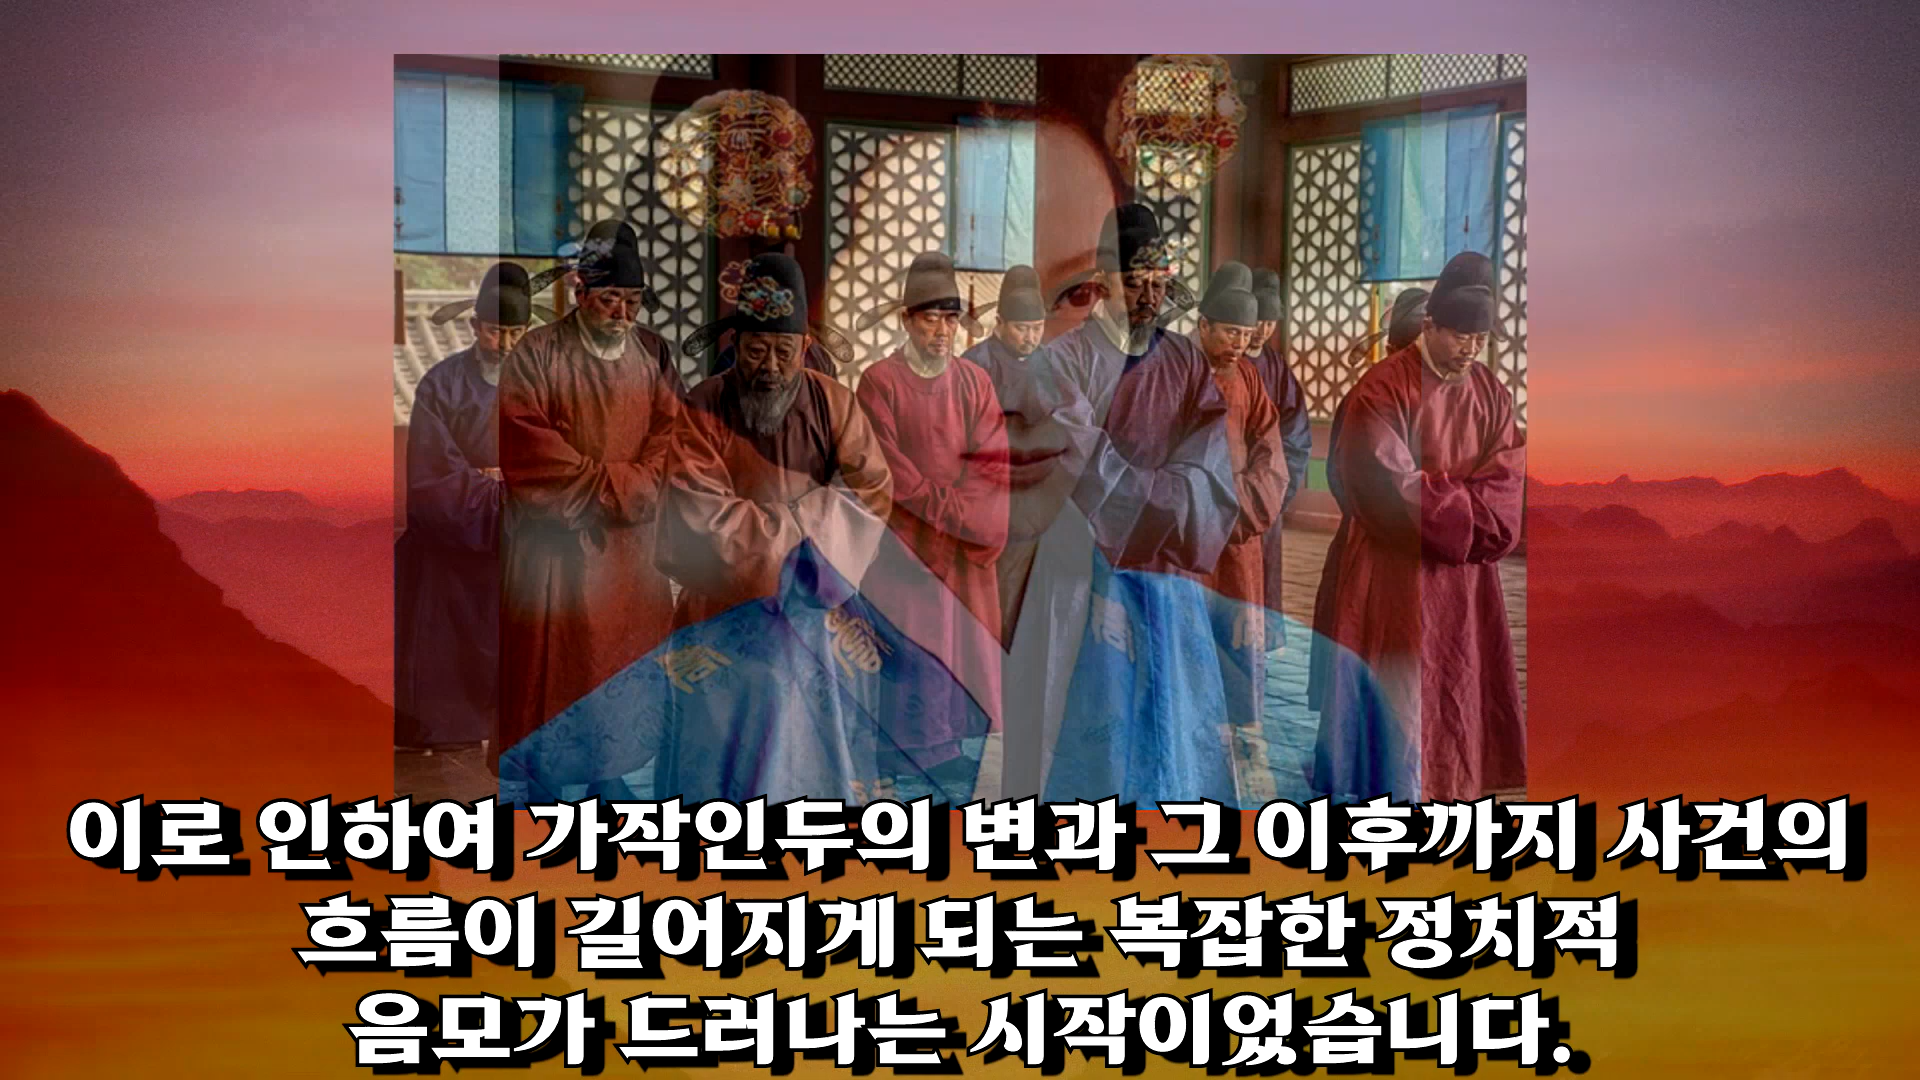 이로 인하여 가작인두의 변과 그 이후까지 사건의
흐름이 길어지게 되는 복잡한 정치적
음모가 드러나는 시작이었습니다.